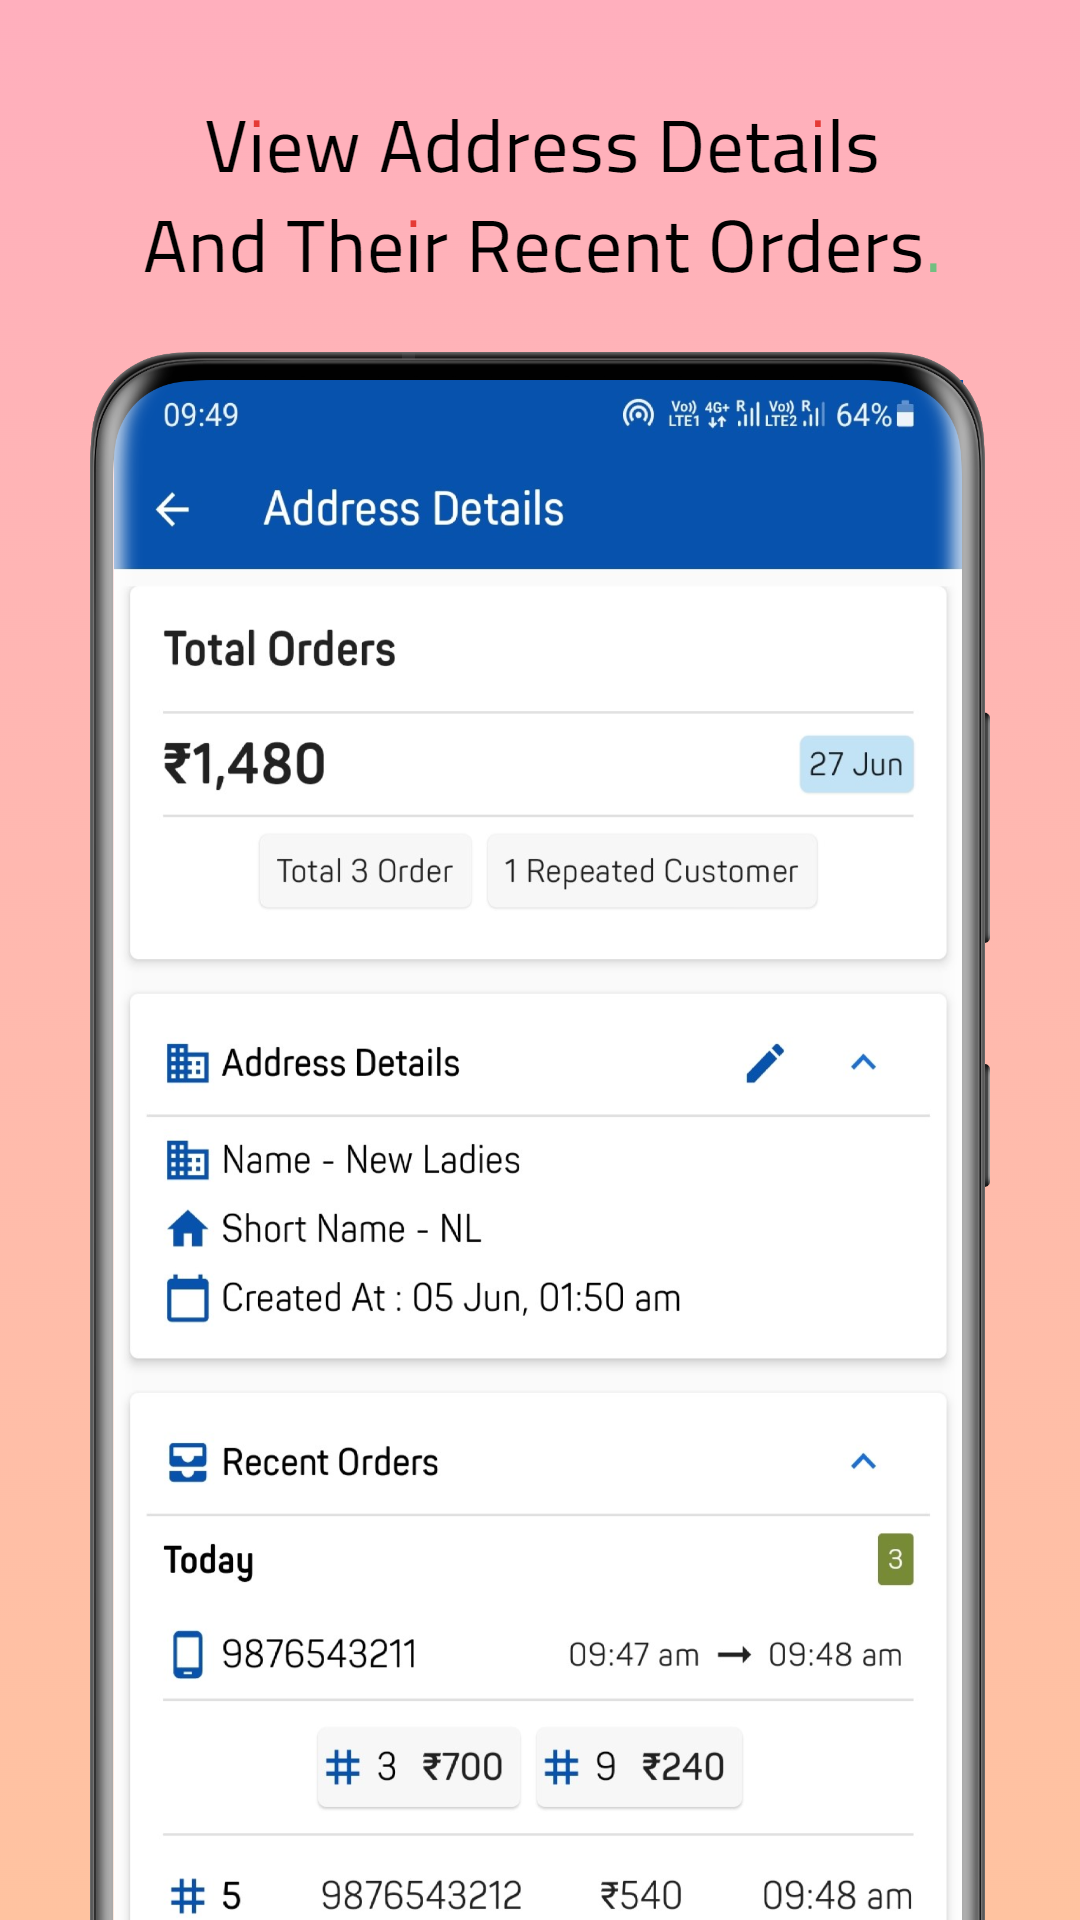 View Address Details
And Their Recent Orders.
09:49 Vo)) LTE1 4G+ R Vo)) LTE2 R 64%
Address Details
Total Orders
₹1,480 27 Jun
Total 3 Order 1 Repeated Customer
Address Details
Name - New Ladies
Short Name - NL
Created At : 05 Jun, 01:50 am
Recent Orders
Today 3
9876543211 09:47 am → 09:48 am
# 3 ₹700 # 9 ₹240
# 5 9876543212 ₹540 09:48 am